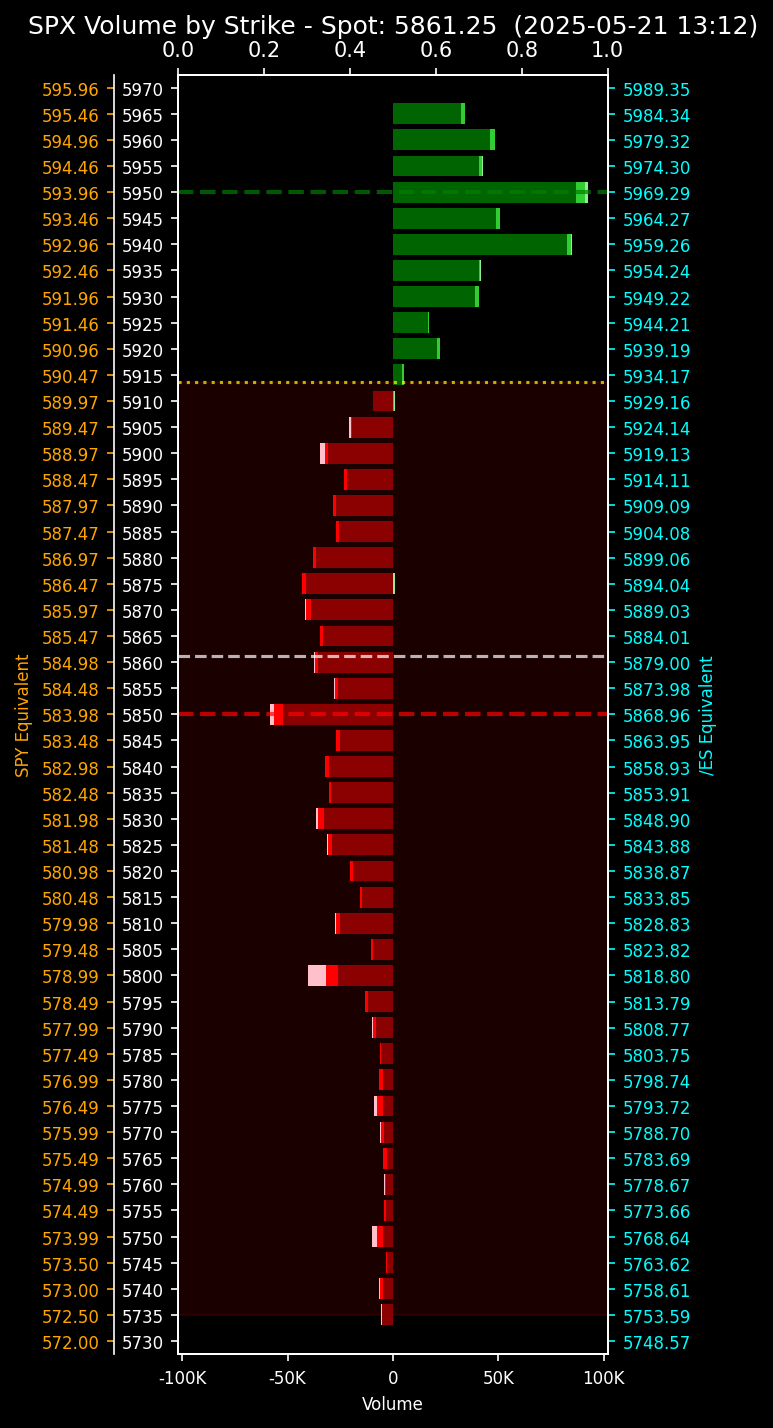 SPX Volume by Strike - Spot: 5861.25 (2025-05-21 13:12)
0.0 0.2 0.4 0.6 0.8 1.0
595.96 5970 5989.35
595.46 5965 5984.34
594.96 5960 5979.32
594.46 5955 5974.30
593.96 5950 5969.29
593.46 5945 5964.27
592.96 5940 5959.26
592.46 5935 5954.24
591.96 5930 5949.22
591.46 5925 5944.21
590.96 5920 5939.19
590.47 5915 5934.17
589.97 5910 5929.16
589.47 5905 5924.14
588.97 5900 5919.13
588.47 5895 5914.11
587.97 5890 5909.09
587.47 5885 5904.08
586.97 5880 5899.06
586.47 5875 5894.04
585.97 5870 5889.03
585.47 5865 5884.01
584.98 5860 5879.00
584.48 5855 5873.98
583.98 5850 5868.96
583.48 5845 5863.95
582.98 5840 5858.93
582.48 5835 5853.91
581.98 5830 5848.90
581.48 5825 5843.88
580.98 5820 5838.87
580.48 5815 5833.85
579.98 5810 5828.83
579.48 5805 5823.82
578.99 5800 5818.80
578.49 5795 5813.79
577.99 5790 5808.77
577.49 5785 5803.75
576.99 5780 5798.74
576.49 5775 5793.72
575.99 5770 5788.70
575.49 5765 5783.69
574.99 5760 5778.67
574.49 5755 5773.66
573.99 5750 5768.64
573.50 5745 5763.62
573.00 5740 5758.61
572.50 5735 5753.59
572.00 5730 5748.57
SPY Equivalent
/ES Equivalent
-100K -50K 0 50K 100K
Volume